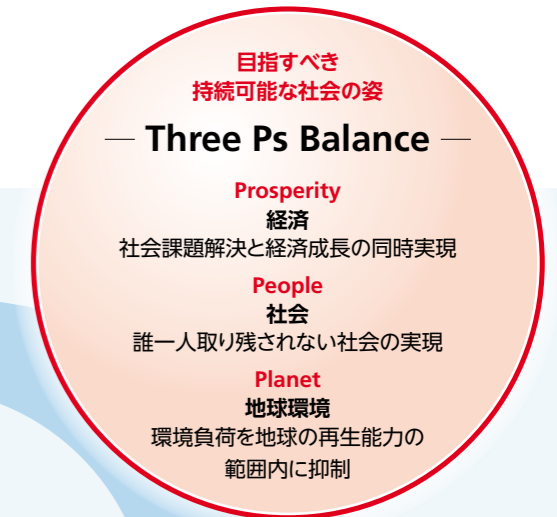 目指すべき
持続可能な社会の姿
— Three Ps Balance —
Prosperity
経済
社会課題解決と経済成長の同時実現
People
社会
誰一人取り残されない社会の実現
Planet
地球環境
環境負荷を地球の再生能力の
範囲内に抑制